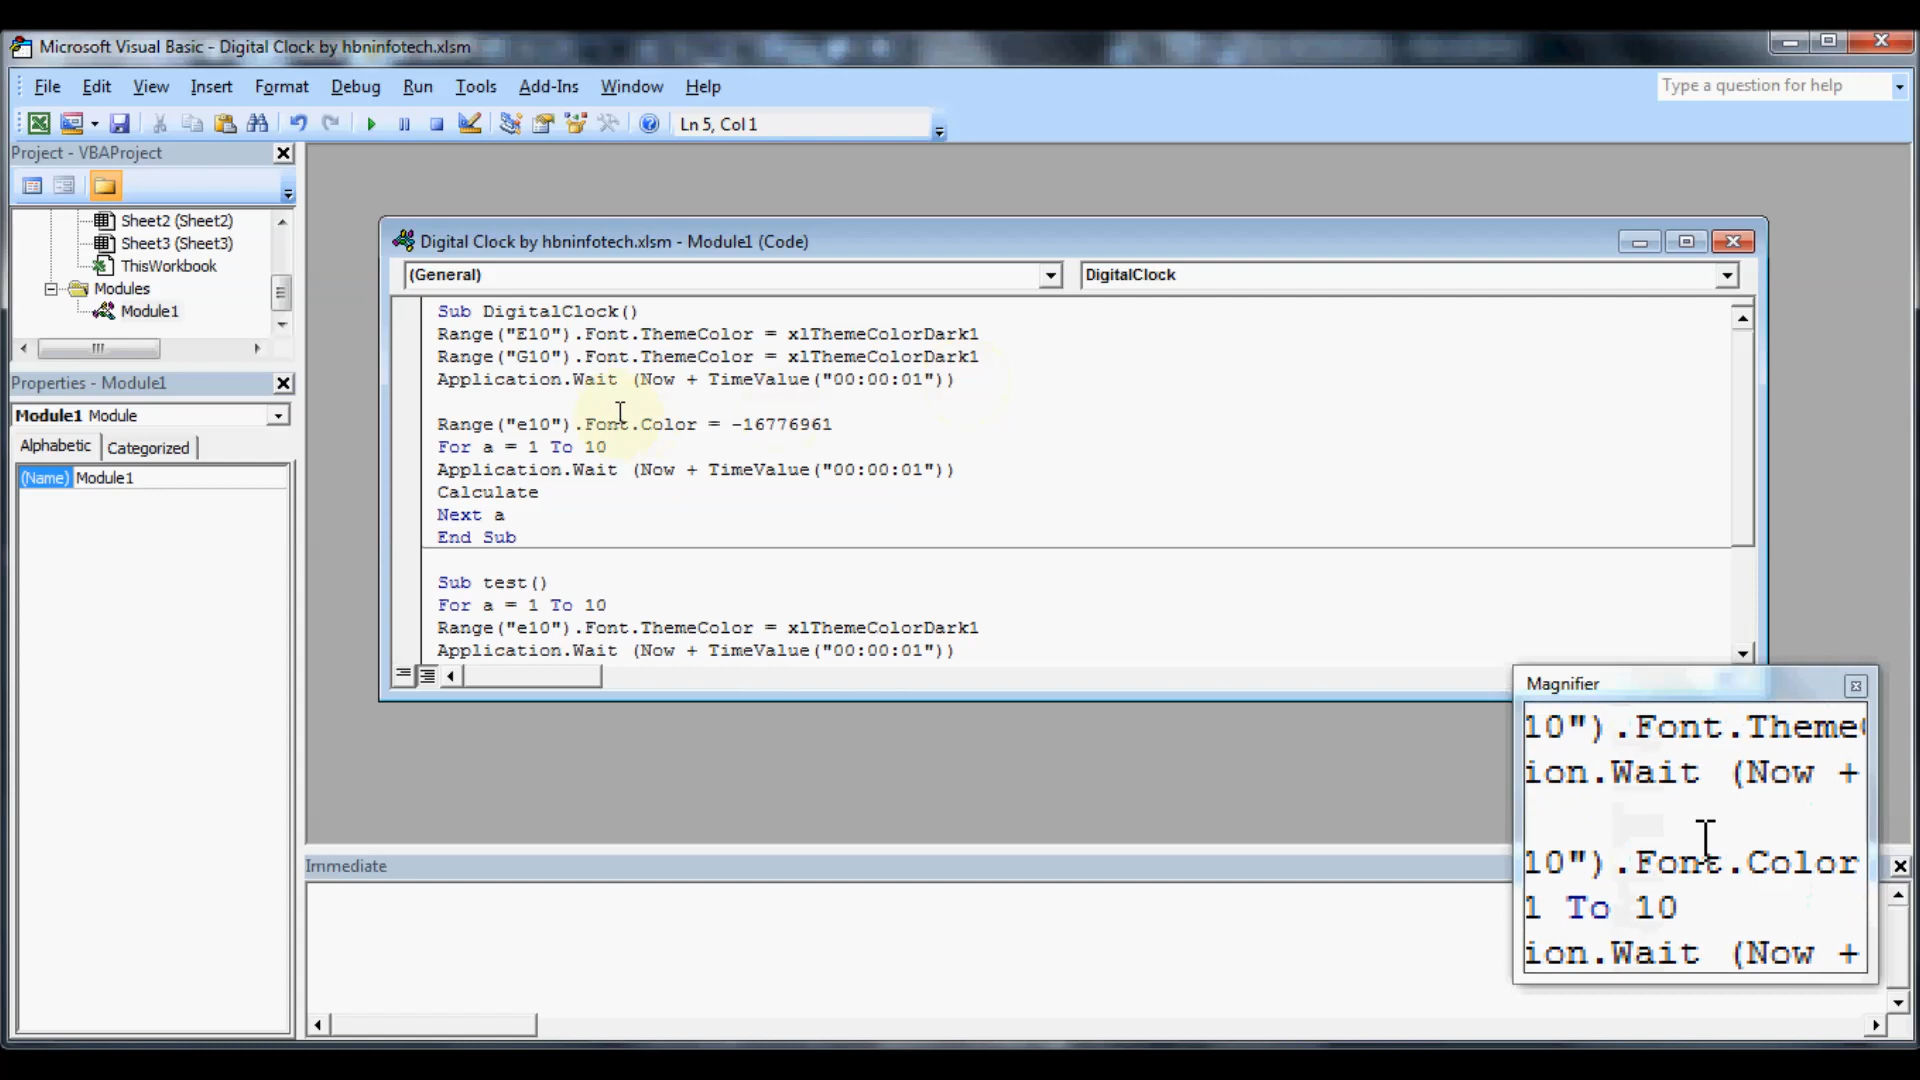 Microsoft Visual Basic - Digital Clock by hbninfotech.xlsm
File Edit View Insert Format Debug Run Tools Add-Ins Window Help
Type a question for help
Ln 5, Col 1
Project - VBAProject
Sheet2 (Sheet2)
Sheet3 (Sheet3)
ThisWorkbook
Modules
Module1
Properties - Module1
Module1 Module
Alphabetic Categorized
(Name) Module1
Digital Clock by hbninfotech.xlsm - Module1 (Code)
(General) DigitalClock
Sub DigitalClock()
Range("E10").Font.ThemeColor = xlThemeColorDark1
Range("G10").Font.ThemeColor = xlThemeColorDark1
Application.Wait (Now + TimeValue("00:00:01"))
Range("e10").Font.Color = -16776961
For a = 1 To 10
Application.Wait (Now + TimeValue("00:00:01"))
Calculate
Next a
End Sub
Sub test()
For a = 1 To 10
Range("e10").Font.ThemeColor = xlThemeColorDark1
Application.Wait (Now + TimeValue("00:00:01"))
Magnifier
10").Font.Theme
ion.Wait (Now +
10").Font.Color
1 To 10
ion.Wait (Now +
Immediate